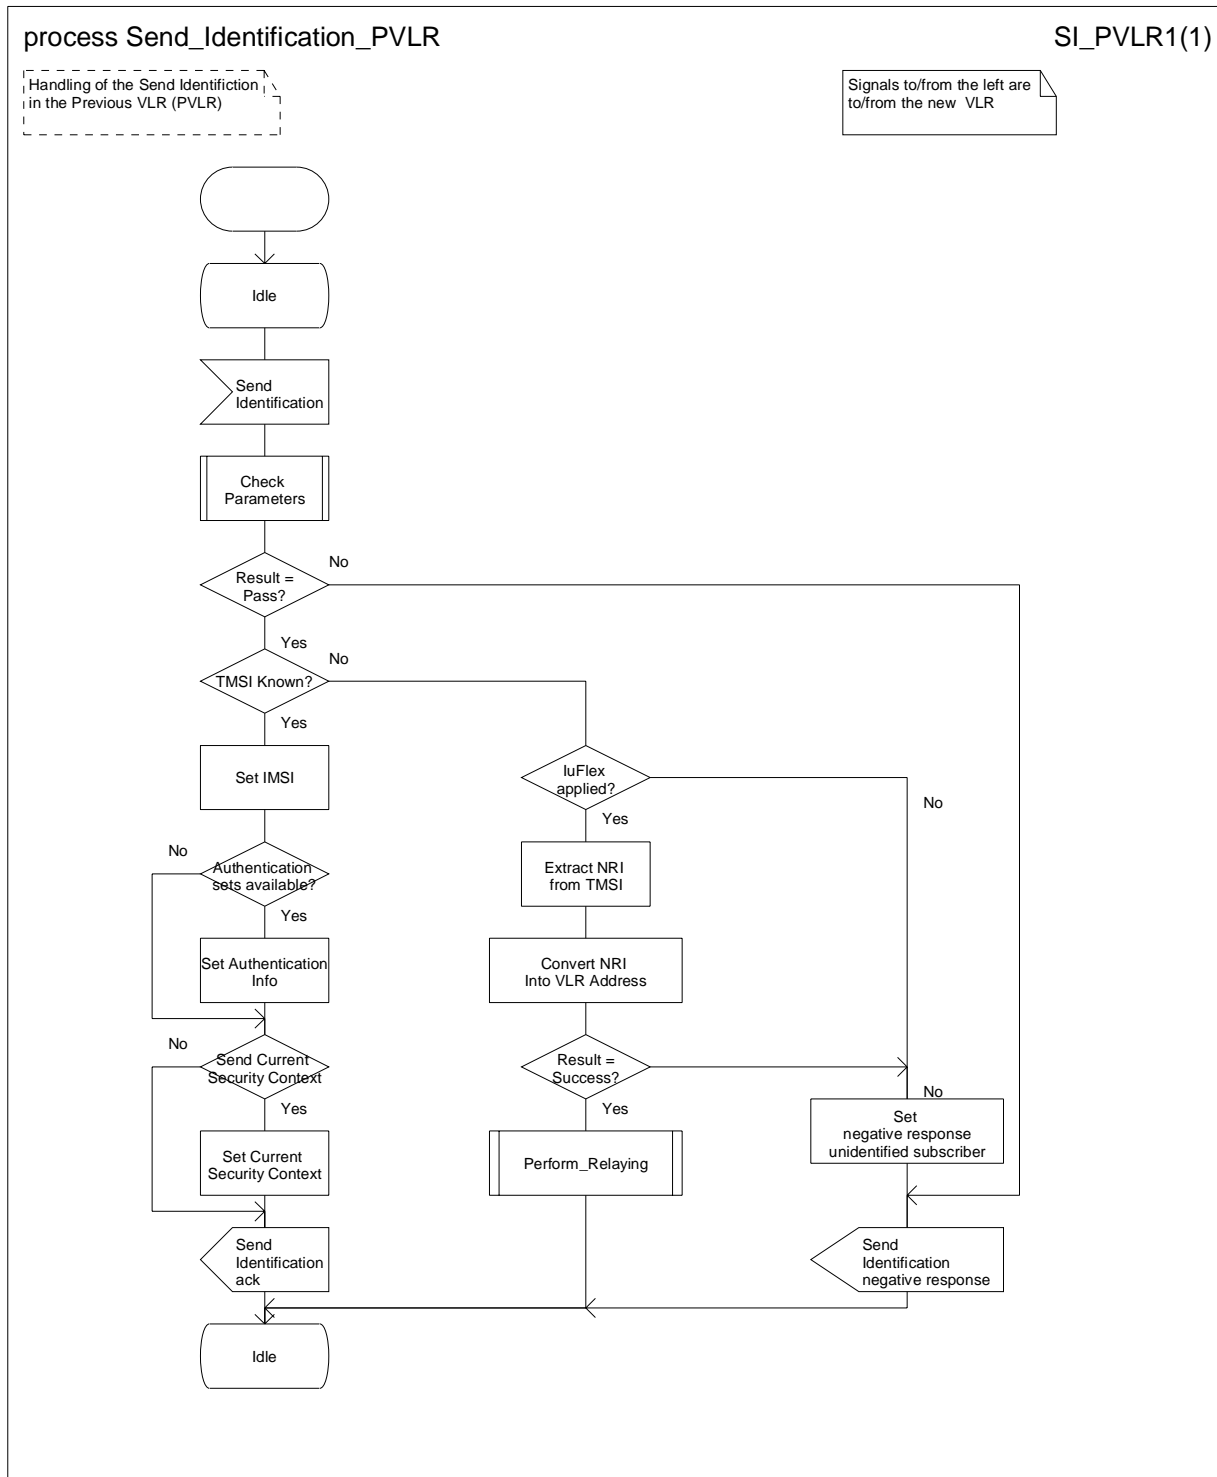 process Send_Identification_PVLR
SI_PVLR1(1)
Handling of the Send Identifiction
in the Previous VLR (PVLR)
Signals to/from the left are
to/from the new  VLR
Idle
Send
Identification
Check
Parameters
No
Result =
Pass?
Yes
No
TMSI Known?
Yes
Set IMSI
IuFlex
applied?
No
Yes
No
Authentication
sets available?
Extract NRI
from TMSI
Yes
Set Authentication
Info
Convert NRI
Into VLR Address
No
Send Current
Security Context
Result =
Success?
No
Yes
Yes
Set
negative response
unidentified subscriber
Set Current
Security Context
Perform_Relaying
Send
Identification
ack
Send
Identification
negative response
Idle